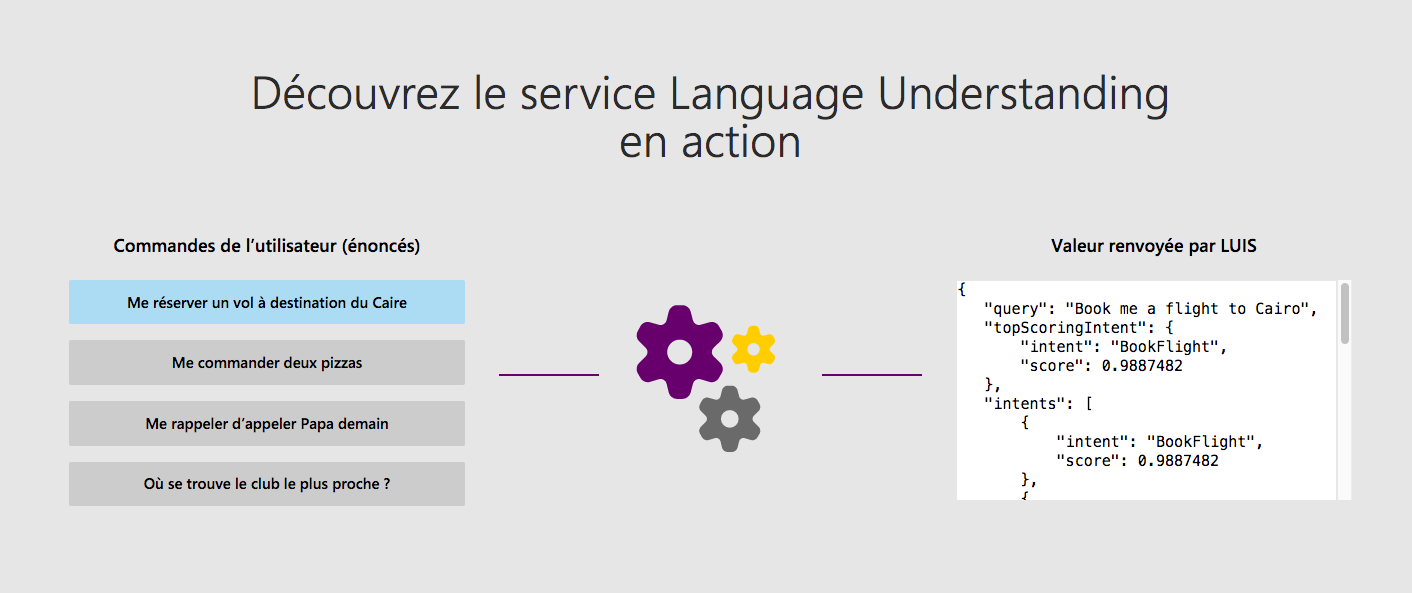 Découvrez le service Language Understanding
en action
Commandes de l’utilisateur (énoncés)
Me réserver un vol à destination du Caire
Me commander deux pizzas
Me rappeler d’appeler Papa demain
Où se trouve le club le plus proche ?
Valeur renvoyée par LUIS
{
"query": "Book me a flight to Cairo",
"topScoringIntent": {
"intent": "BookFlight",
"score": 0.9887482
},
"intents": [
{
"intent": "BookFlight",
"score": 0.9887482
},
{